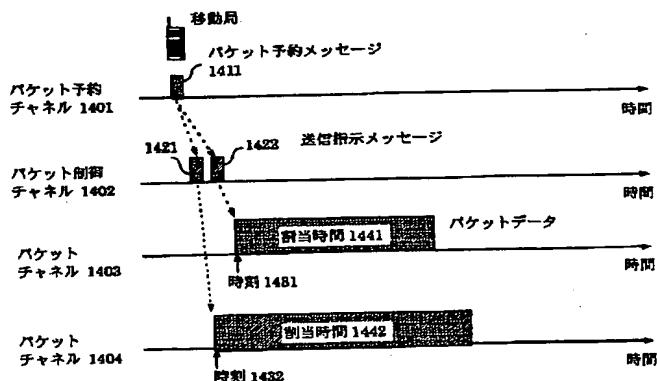 移動局
パケット予約メッセージ
1411
パケット予約
チャネル 1401
時間
1421
1422
送信指示メッセージ
パケット制御
チャネル 1402
時間
割当時間 1441
パケットデータ
パケット
チャネル 1403
時刻 1431
時間
割当時間 1442
パケット
チャネル 1404
時刻 1432
時間